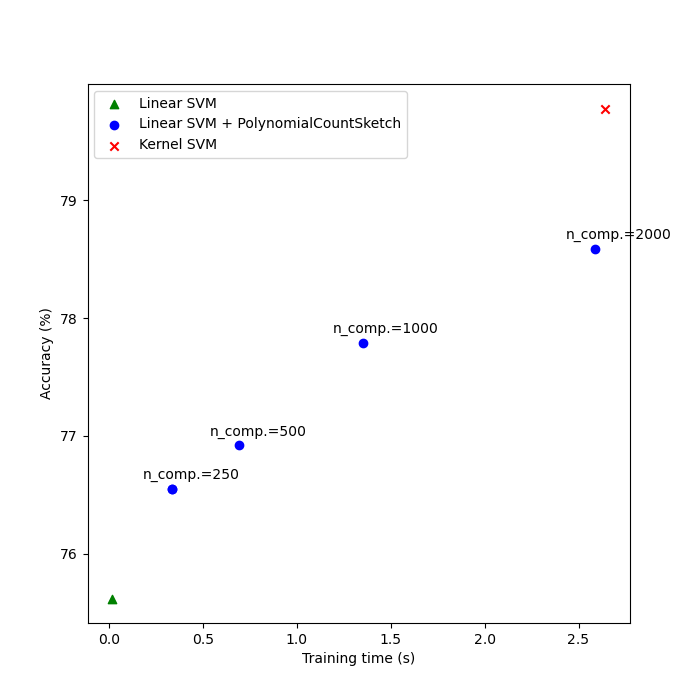 Linear SVM
Linear SVM + PolynomialCountSketch
Kernel SVM
79
n_comp.=2000
78
n_comp.=1000
77
n_comp.=500
n_comp.=250
76
Accuracy (%)
0.0 0.5 1.0 1.5 2.0 2.5
Training time (s)